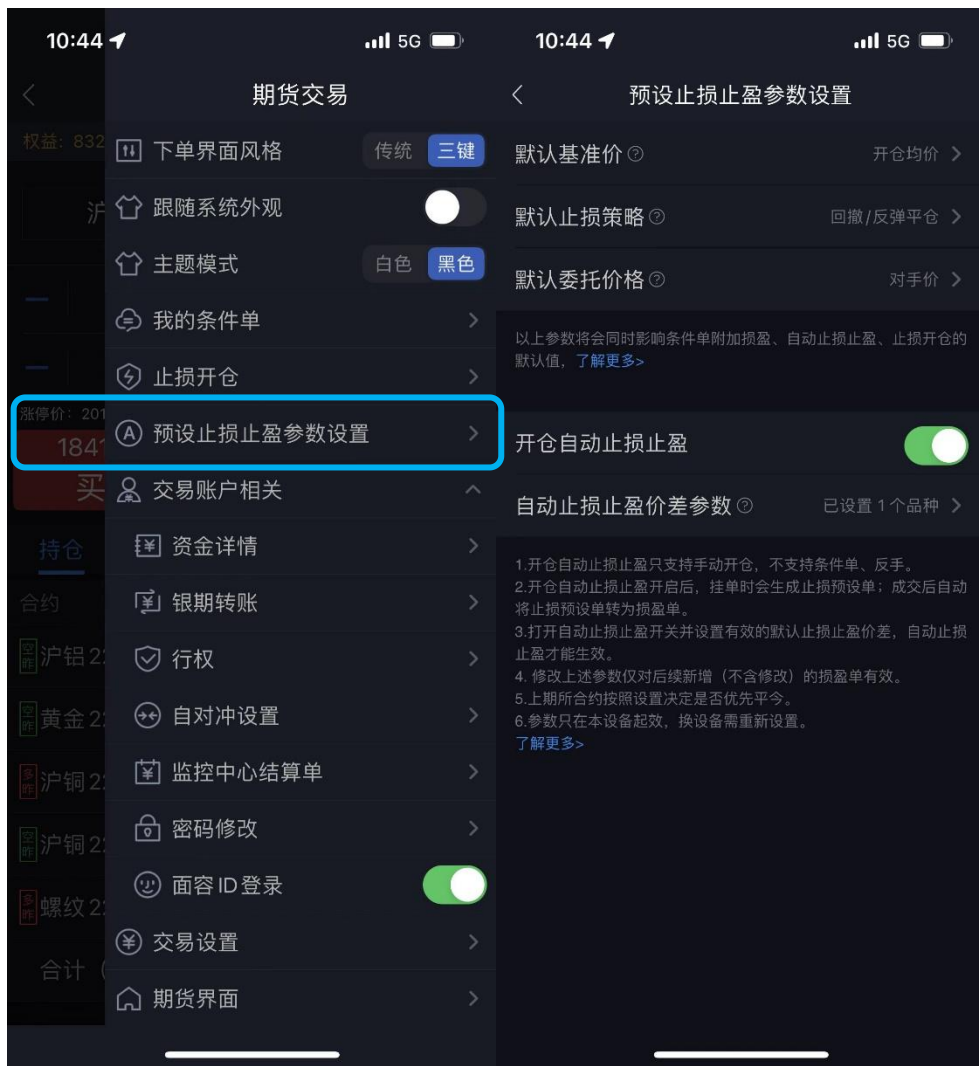 10:44
5G
期货交易
权益: 832
下单界面风格
传统
三键
跟随系统外观
沪
主题模式
白色
黑色
我的条件单
止损开仓
涨停价: 201
预设止损止盈参数设置
1841
买
交易账户相关
持仓
资金详情
合约
银期转账
空
昨
沪铝 2
行权
空
昨
黄金 2
自对冲设置
多
昨
沪铜 2
监控中心结算单
空
昨
沪铜 2
密码修改
面容 ID 登录
多
昨
螺纹 2
交易设置
合计（
期货界面
10:44
5G
预设止损止盈参数设置
默认基准价
开仓均价
默认止损策略
回撤/反弹平仓
默认委托价格
对手价
以上参数将会同时影响条件单附加损盈、自动止损止盈、止损开仓的
默认值，了解更多>
开仓自动止损止盈
自动止损止盈价差参数
已设置 1 个品种
1.开仓自动止损止盈只支持手动开仓，不支持条件单、反手。
2.开仓自动止损止盈开启后，挂单时会生成止损预设单；成交后自动
将止损预设单转为损盈单。
3.打开自动止损止盈开关并设置有效的默认止损止盈价差，自动止损
止盈才能生效。
4. 修改上述参数仅对后续新增（不含修改）的损盈单有效。
5.上期所合约按照设置决定是否优先平今。
6.参数只在本设备起效，换设备需重新设置。
了解更多>